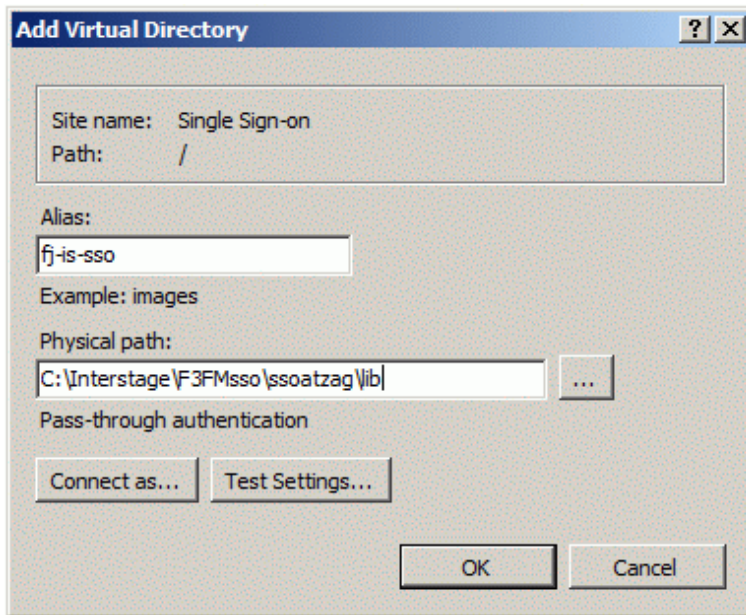 Add Virtual Directory
Site name: Single Sign-on
Path: /
Alias:
fj-is-sso
Example: images
Physical path:
C:\Interstage\F3FMsso\ssoatzag\lib
...
Pass-through authentication
Connect as... Test Settings...
OK Cancel